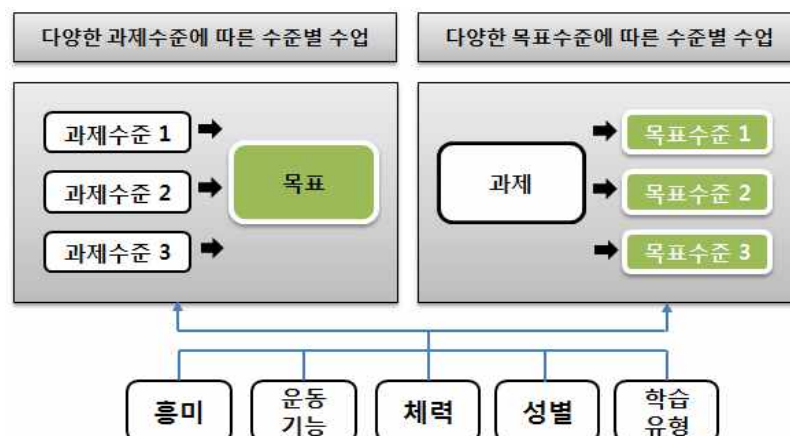 다양한 과제수준에 따른 수준별 수업
다양한 목표수준에 따른 수준별 수업
과제수준 1
과제수준 2
과제수준 3
목표
과제
목표수준 1
목표수준 2
목표수준 3
흥미
운동
기능
체력
성별
학습
유형